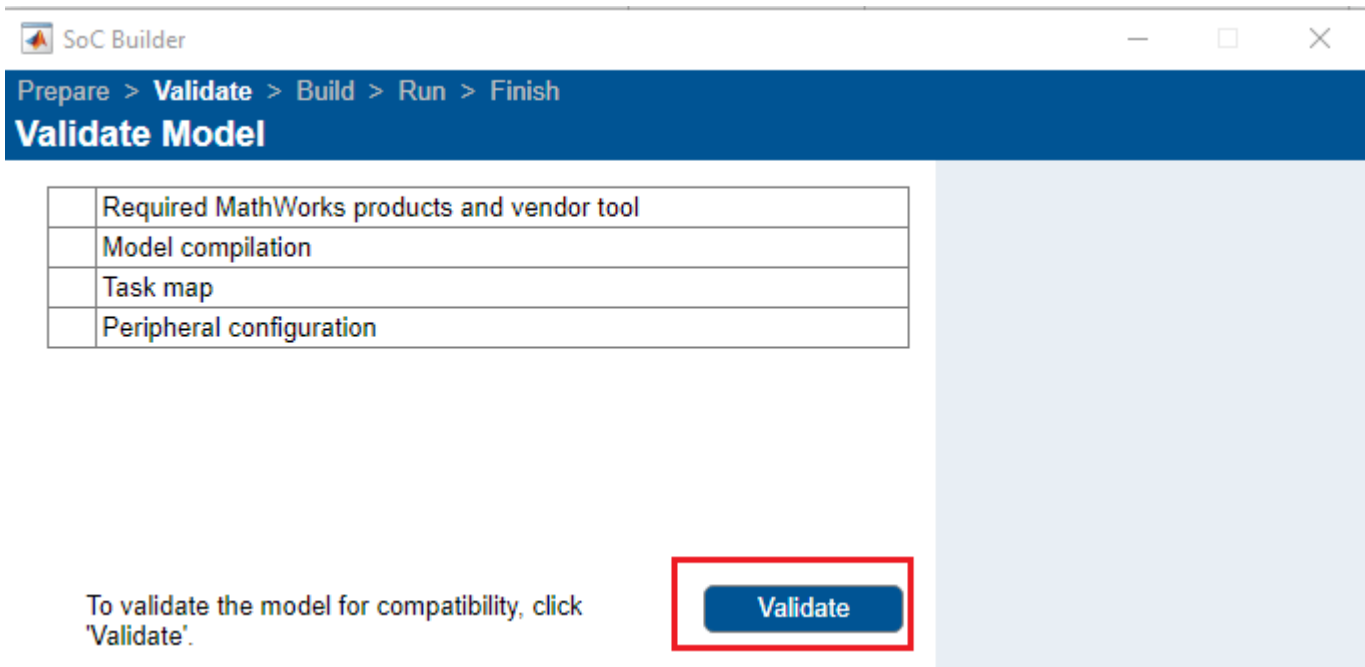 SoC Builder
Prepare > Validate > Build > Run > Finish
Validate Model
Required MathWorks products and vendor tool
Model compilation
Task map
Peripheral configuration
To validate the model for compatibility, click
'Validate'.
Validate